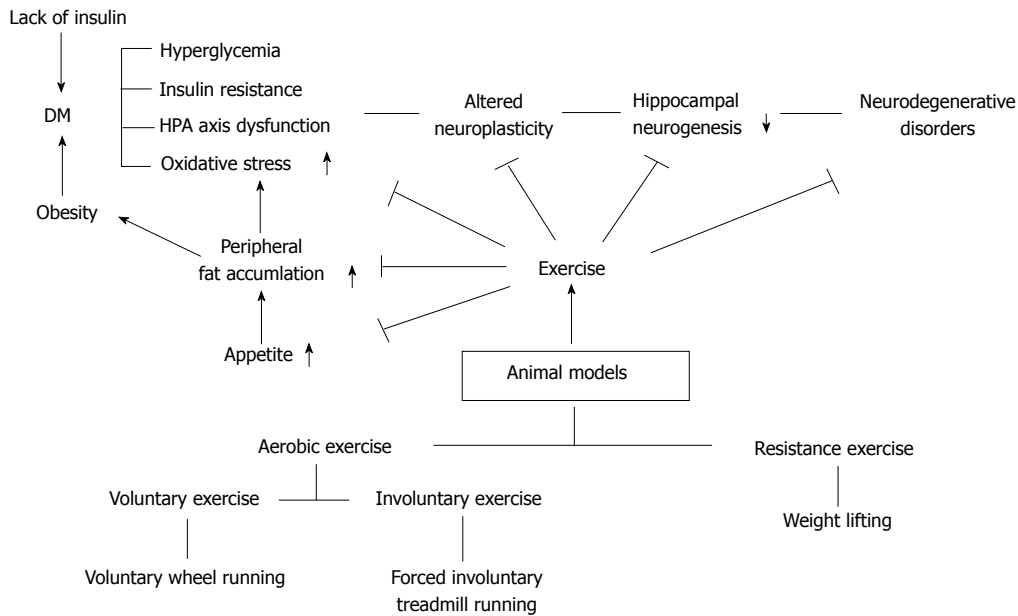 Lack of insulin
Hyperglycemia
Insulin resistance
HPA axis dysfunction
Oxidative stress
DM
Altered
neuroplasticity
Hippocampal
neurogenesis
Neurodegenerative
disorders
Obesity
Peripheral
fat accumlation
Exercise
Appetite
Animal models
Aerobic exercise
Resistance exercise
Voluntary exercise
Involuntary exercise
Weight lifting
Voluntary wheel running
Forced involuntary
treadmill running